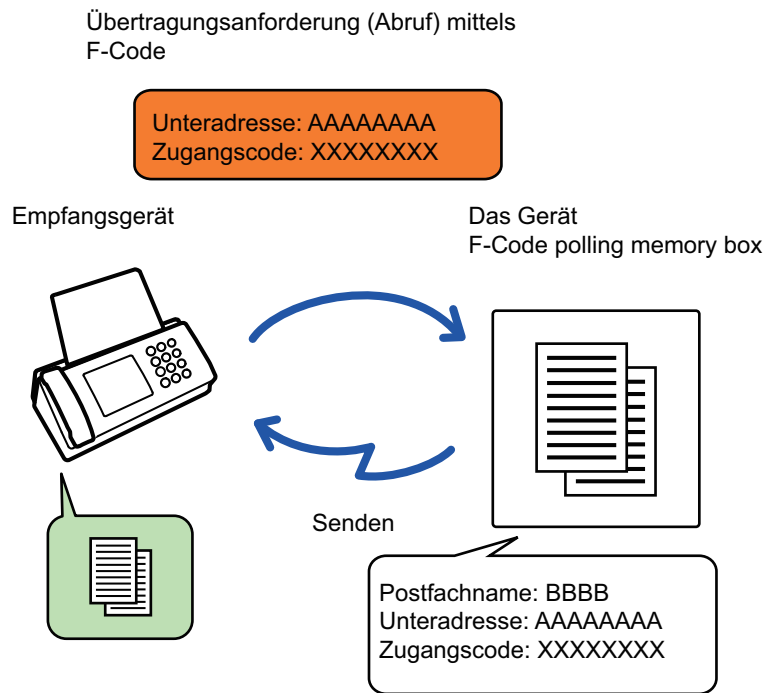 Übertragungsanforderung (Abruf) mittels
F-Code
Unteradresse: AAAAAAAA
Zugangscode: XXXXXXXX
Empfangsgerät
Das Gerät
F-Code polling memory box
Senden
Postfachname: BBBB
Unteradresse: AAAAAAAA
Zugangscode: XXXXXXXX